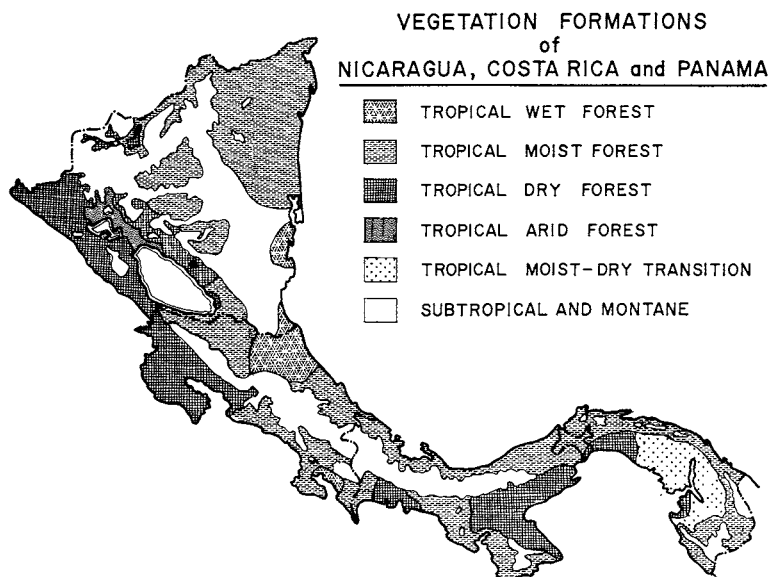 VEGETATION FORMATIONS
of
NICARAGUA, COSTA RICA and PANAMA
TROPICAL WET FOREST
TROPICAL MOIST FOREST
TROPICAL DRY FOREST
TROPICAL ARID FOREST
TROPICAL MOIST-DRY TRANSITION
SUBTROPICAL AND MONTANE